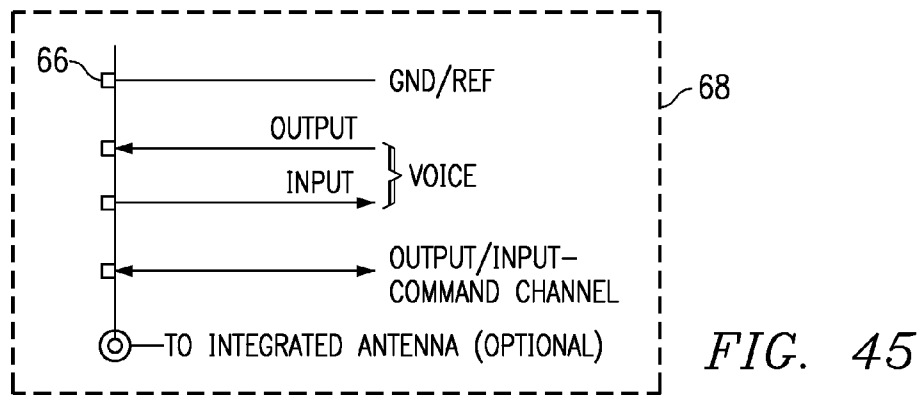 66
GND/REF
68
OUTPUT
VOICE
INPUT
OUTPUT/INPUT-
COMMAND CHANNEL
TO INTEGRATED ANTENNA (OPTIONAL)
FIG. 45